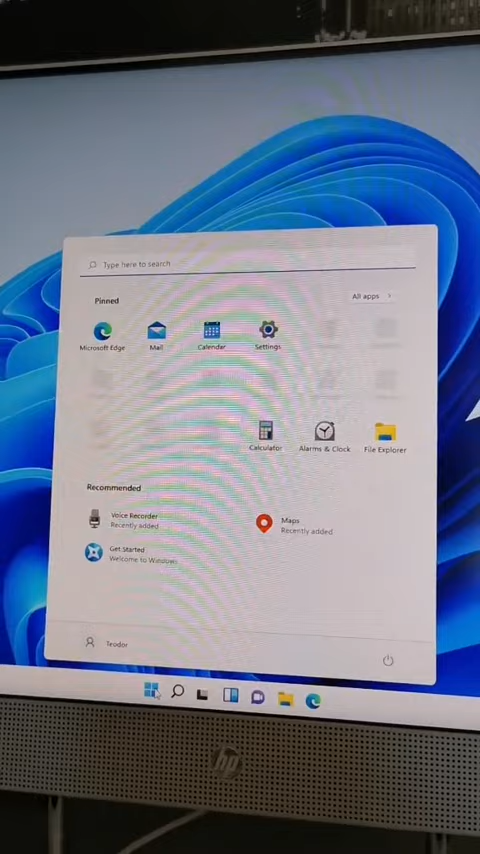 Type here to search
Pinned
All apps
Microsoft Edge
Mail
Calendar
Settings
Calculator
Alarms & Clock
File Explorer
Recommended
Voice Recorder
Recently added
Maps
Recently added
Get Started
Welcome to Windows
Teodor
hp